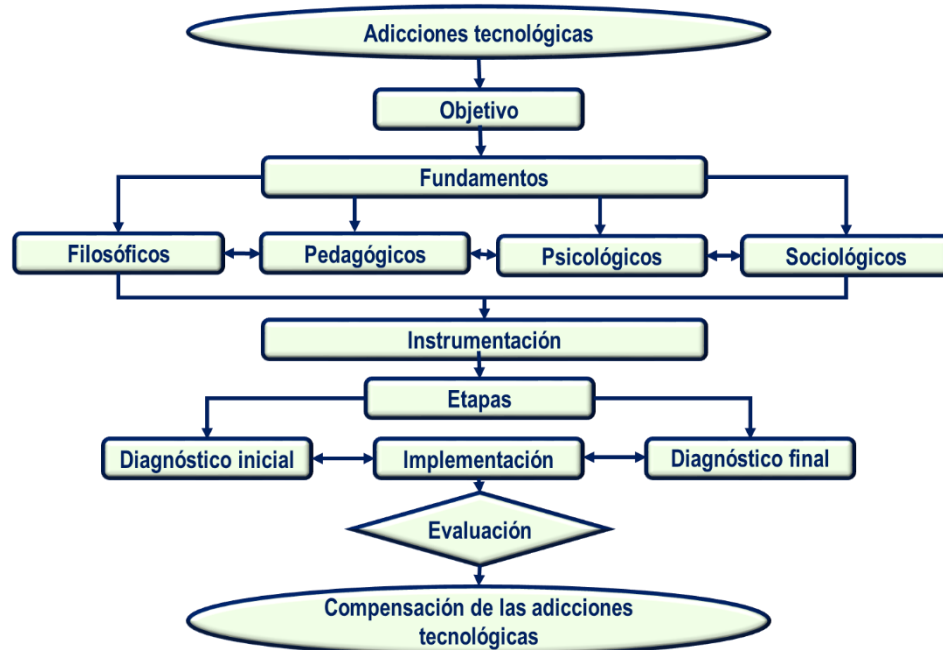 Adicciones tecnológicas
Objetivo
Fundamentos
Filosóficos
Pedagógicos
Psicológicos
Sociológicos
Instrumentación
Etapas
Diagnóstico inicial
Implementación
Diagnóstico final
Evaluación
Compensación de las adicciones
tecnológicas